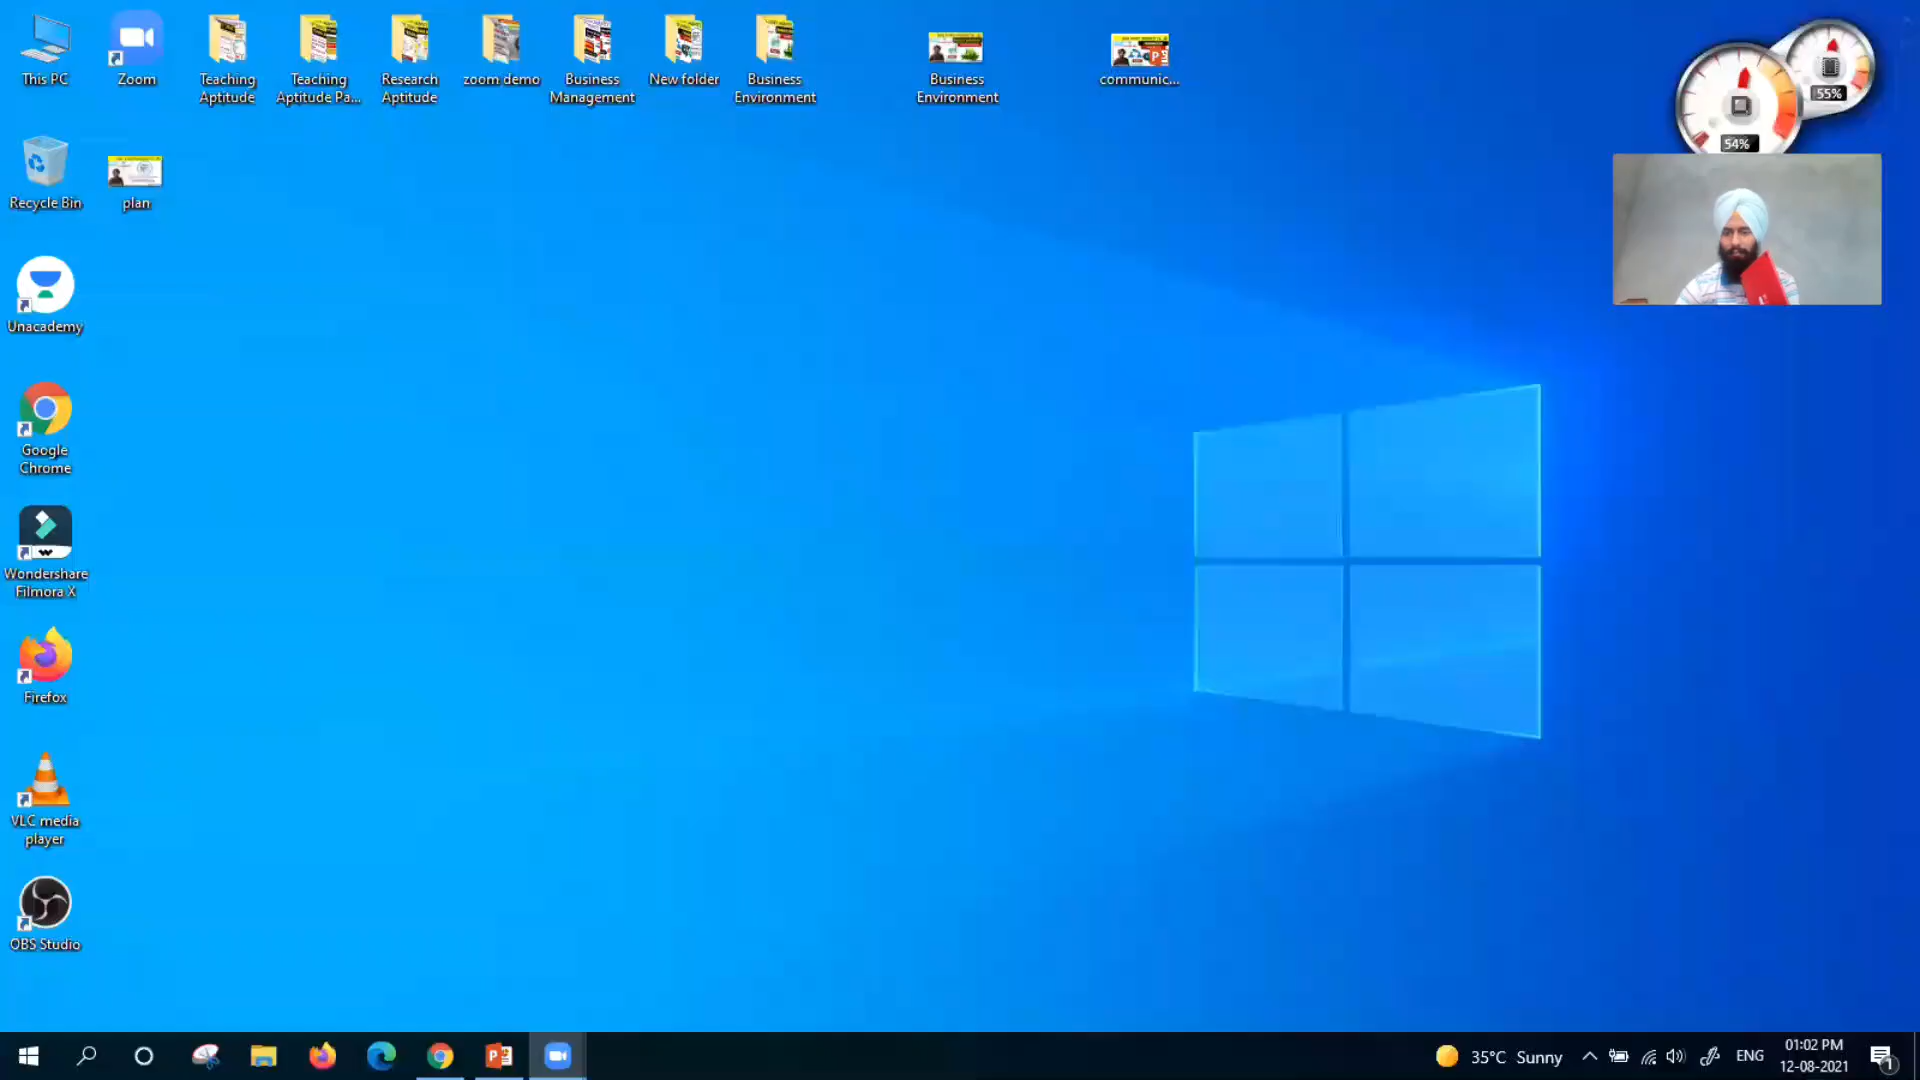 This PC
Zoom
Teaching
Aptitude
Teaching
Aptitude Pa...
Research
Aptitude
zoom demo
Business
Management
New folder
Business
Environment
Business
Environment
communic...
55%
54%
Recycle Bin
plan
Unacademy
Google
Chrome
Wondershare
Filmora X
Firefox
VLC media
player
OBS Studio
35°C Sunny
ENG
01:02 PM
12-08-2021
1